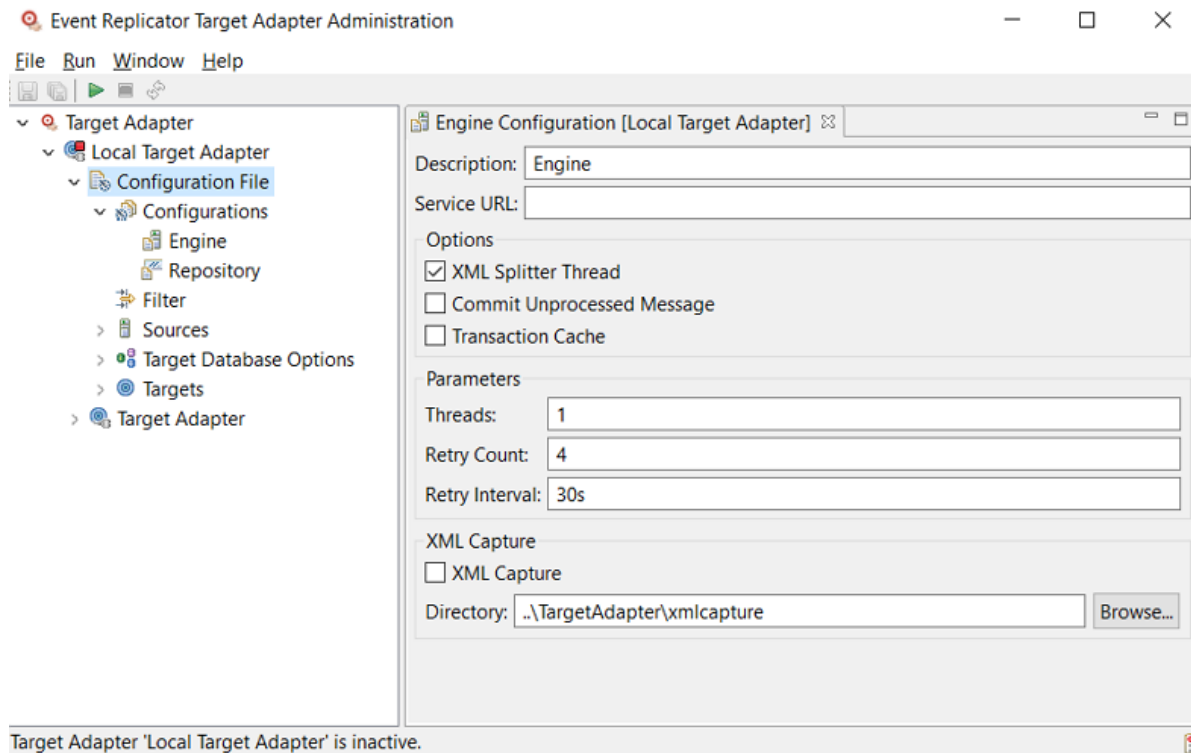 Event Replicator Target Adapter Administration
File Run Window Help
Target Adapter
Local Target Adapter
Configuration File
Configurations
Engine
Repository
Filter
Sources
Target Database Options
Targets
Target Adapter
Engine Configuration [Local Target Adapter]
Description: Engine
Service URL:
Options
XML Splitter Thread
Commit Unprocessed Message
Transaction Cache
Parameters
Threads: 1
Retry Count: 4
Retry Interval: 30s
XML Capture
XML Capture
Directory: ..\TargetAdapter\xmlcapture Browse...
Target Adapter 'Local Target Adapter' is inactive.